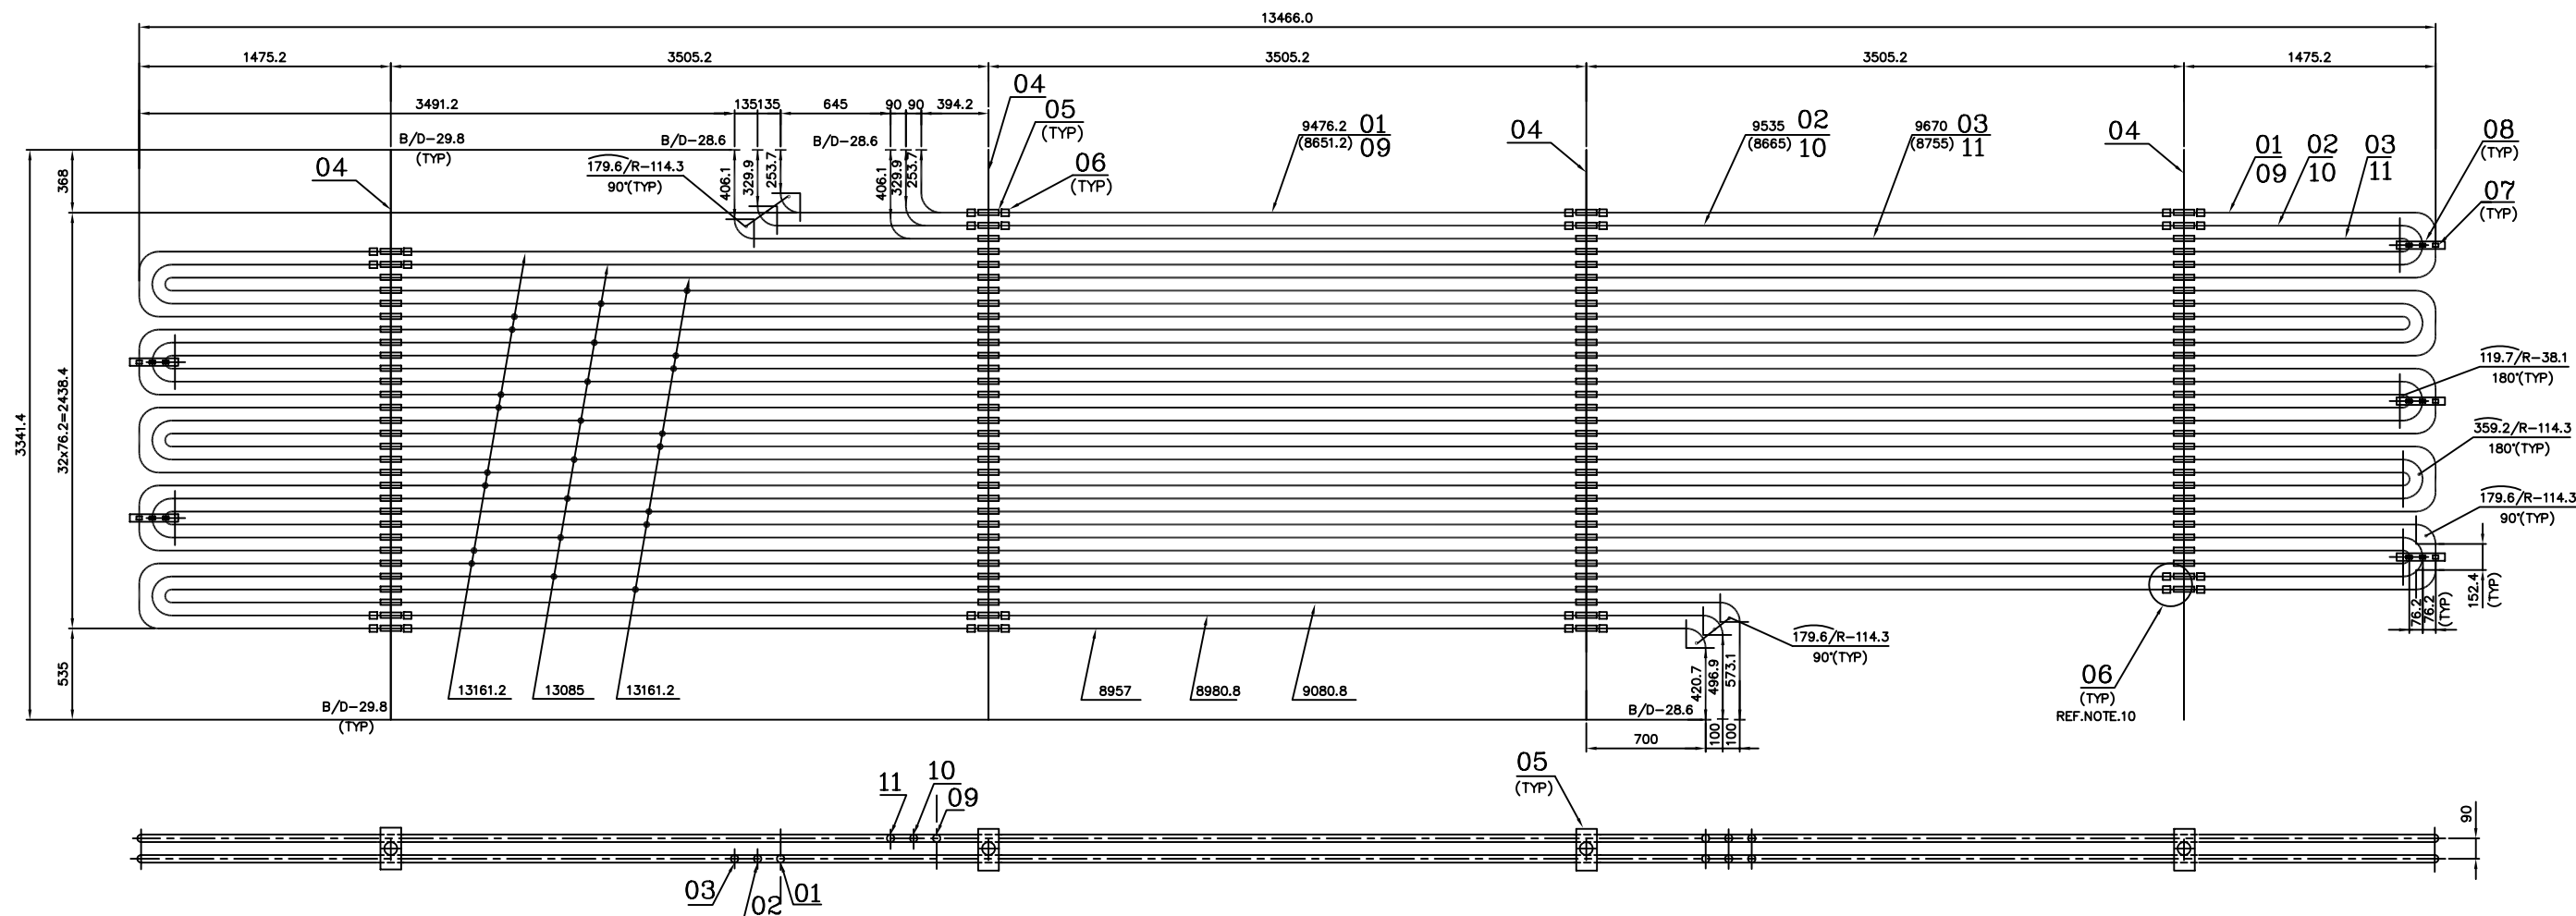 13466.0
1475.2 3505.2 3505.2 3505.2 1475.2
3491.2 135 135 645 90 90 394.2
04
05
(TYP)
06
(TYP)
B/D-29.8
(TYP)
B/D-28.6
B/D-28.6
04
179.6/R-114.3
90°(TYP)
406.1
329.9
253.7
406.1
329.9
253.7
9476.2 01
(8651.2) 09
04
9535 02
(8665) 10
9670 03
(8755) 11
04
01
09
02
10
03
11
08
(TYP)
07
(TYP)
368
32x76.2=2438.4
3341.4
535
119.7/R-38.1
180°(TYP)
359.2/R-114.3
180°(TYP)
179.6/R-114.3
90°(TYP)
152.4
(TYP)
76.2
76.2
(TYP)
179.6/R-114.3
90°(TYP)
13161.2
13085
13161.2
8957
8980.8
9080.8
420.7
496.9
573.1
06
(TYP)
REF.NOTE.10
B/D-29.8
(TYP)
B/D-28.6
700
100
100
11
10
09
05
(TYP)
90
03
02
01